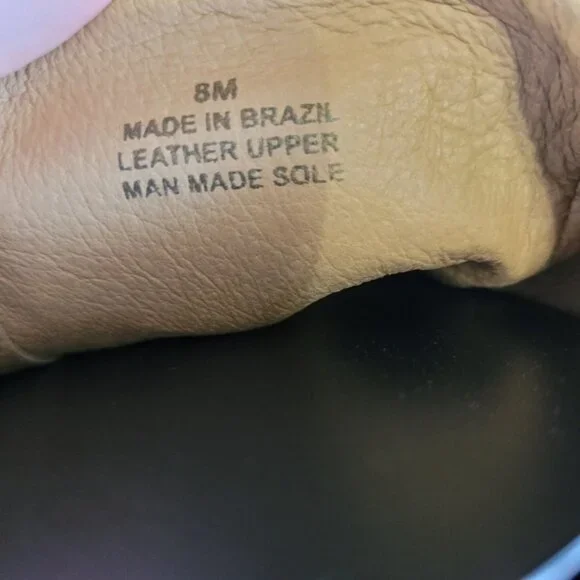 8M
MADE IN BRAZIL
LEATHER UPPER
MAN MADE SOLE